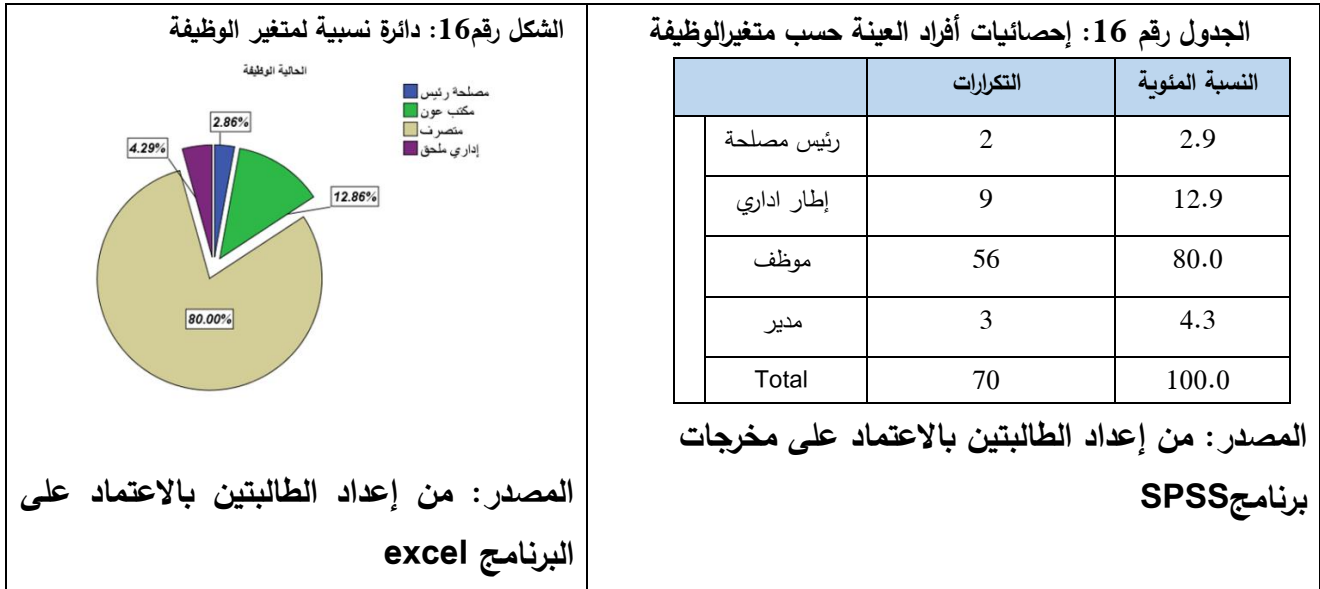 الجدول رقم 16: إحصائيات أفراد العينة حسب متغيرالوظيفة
التكرارات النسبة المئوية
رئيس مصلحة 2 2.9
إطار اداري 9 12.9
موظف 56 80.0
مدير 3 4.3
Total 70 100.0
المصدر: من إعداد الطالبتين بالاعتماد على مخرجات
برنامجSPSS
الشكل رقم16: دائرة نسبية لمتغير الوظيفة
الحالية الوظيفة
مصلحة رئيس
مكتب عون
متصرف
إداري ملحق
2.86%
4.29%
12.86%
80.00%
المصدر: من إعداد الطالبتين بالاعتماد على
البرنامج excel